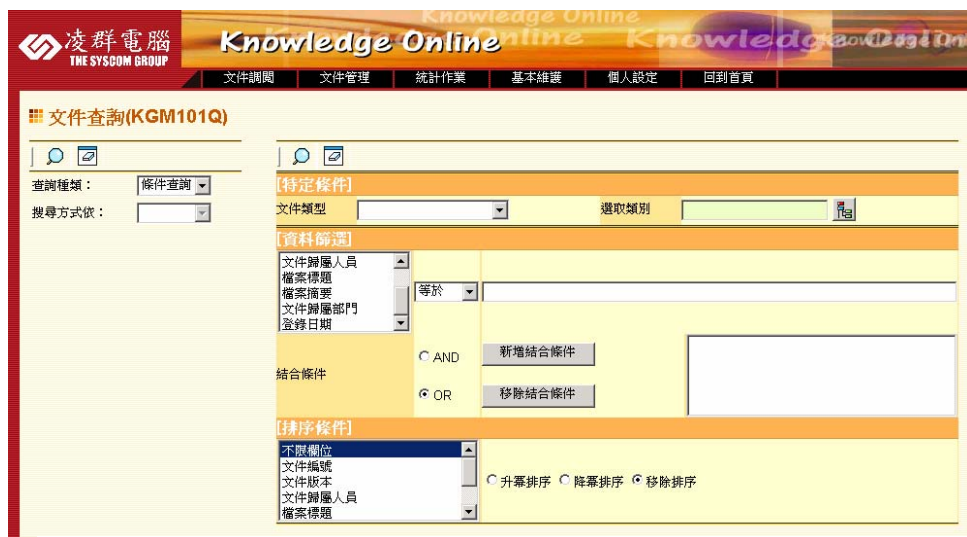 Knowledge Online
凌群電腦
THE SYSCOM GROUP
Knowledge Online
文件調閱 文件管理 統計作業 基本維護 個人設定 回到首頁
文件查詢(KGM101Q)
查詢種類： 條件查詢
搜尋方式依：
[特定條件]
文件類型 選取類別
[資料篩選]
文件歸屬人員
檔案標題
檔案摘要
文件歸屬部門
登錄日期
等於
結合條件
AND 新增結合條件
OR 移除結合條件
[排序條件]
不限欄位
文件編號
文件版本
文件歸屬人員
檔案標題
升冪排序 降冪排序 移除排序